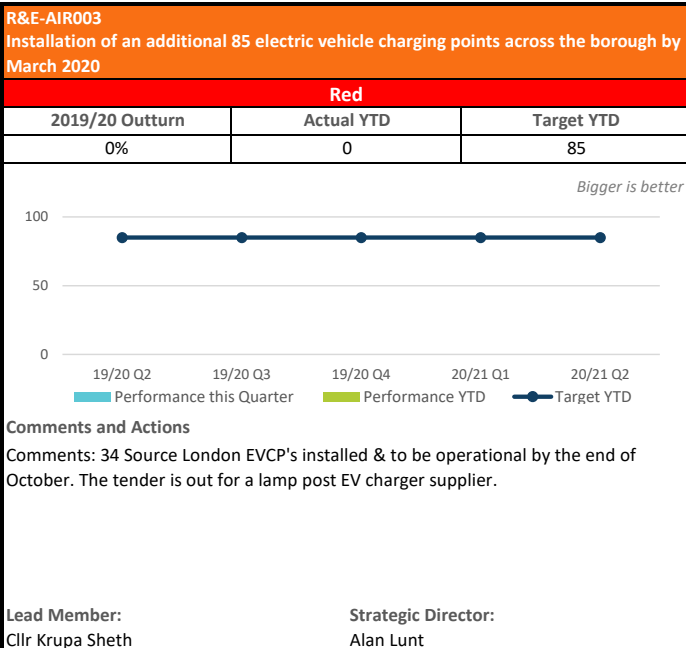 R&E-AIR003
Installation of an additional 85 electric vehicle charging points across the borough by
March 2020
Red
2019/20 Outturn Actual YTD Target YTD
0% 0 85
Bigger is better
100
50
0
19/20 Q2 19/20 Q3 19/20 Q4 20/21 Q1 20/21 Q2
Performance this Quarter Performance YTD Target YTD
Comments and Actions
Comments: 34 Source London EVCP's installed & to be operational by the end of
October. The tender is out for a lamp post EV charger supplier.
Lead Member: Strategic Director:
Cllr Krupa Sheth Alan Lunt